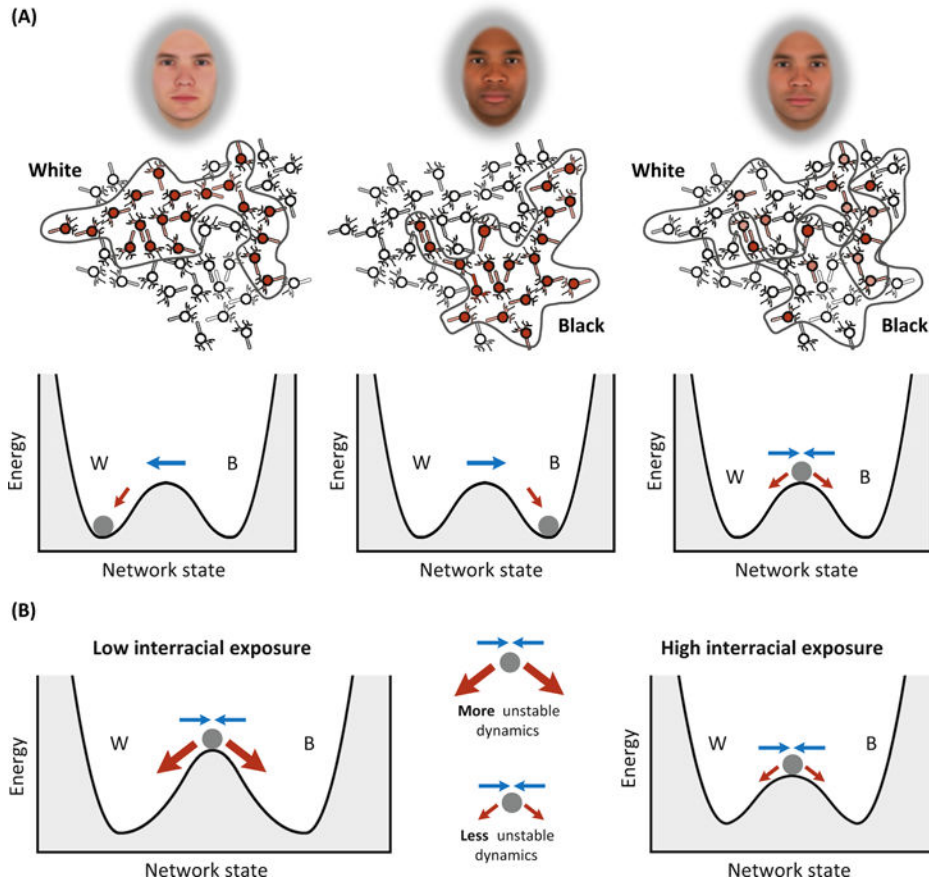 (A)
White
Black
White
Black
Energy
W
B
Network state
Energy
W
B
Network state
Energy
W
B
Network state
(B)
Low interracial exposure
Energy
W
B
Network state
More unstable
dynamics
Less unstable
dynamics
High interracial exposure
Energy
W
B
Network state